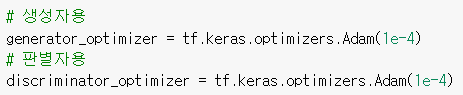 # 생성자용
generator_optimizer = tf.keras.optimizers.Adam(1e-4)
# 판별자용
discriminator_optimizer = tf.keras.optimizers.Adam(1e-4)